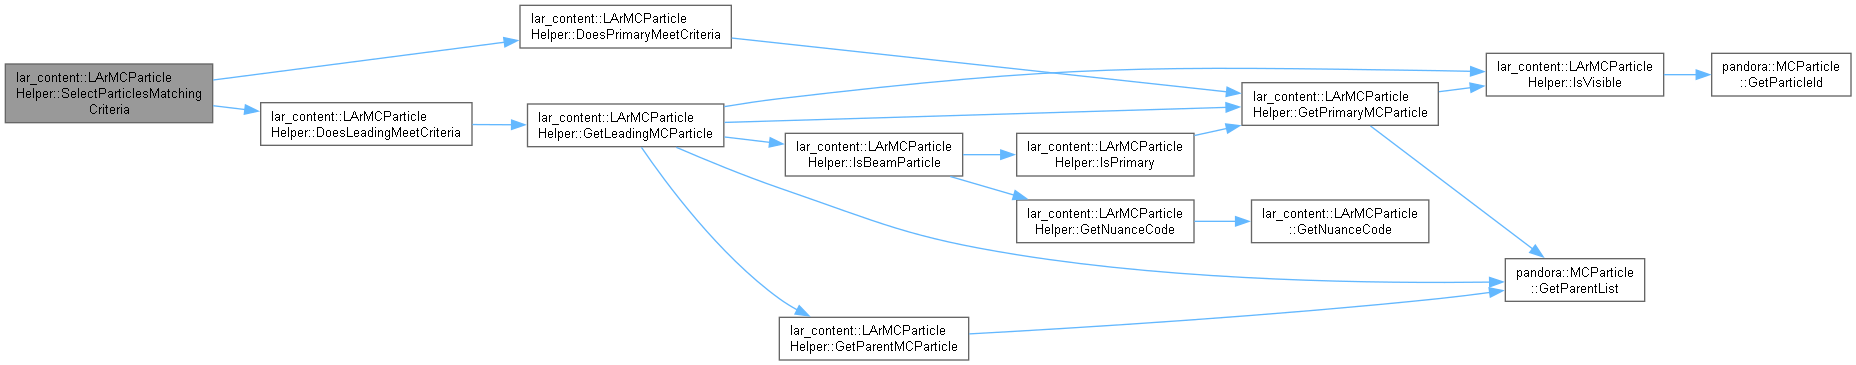 lar_content::LArMCParticle
Helper::SelectParticlesMatching
Criteria
lar_content::LArMCParticle
Helper::DoesPrimaryMeetCriteria
lar_content::LArMCParticle
Helper::DoesLeadingMeetCriteria
lar_content::LArMCParticle
Helper::GetLeadingMCParticle
lar_content::LArMCParticle
Helper::IsBeamParticle
lar_content::LArMCParticle
Helper::GetParentMCParticle
lar_content::LArMCParticle
Helper::IsPrimary
lar_content::LArMCParticle
Helper::GetNuanceCode
lar_content::LArMCParticle
Helper::GetPrimaryMCParticle
lar_content::LArMCParticle
::GetNuanceCode
lar_content::LArMCParticle
Helper::IsVisible
pandora::MCParticle
::GetParentList
pandora::MCParticle
::GetParticleId